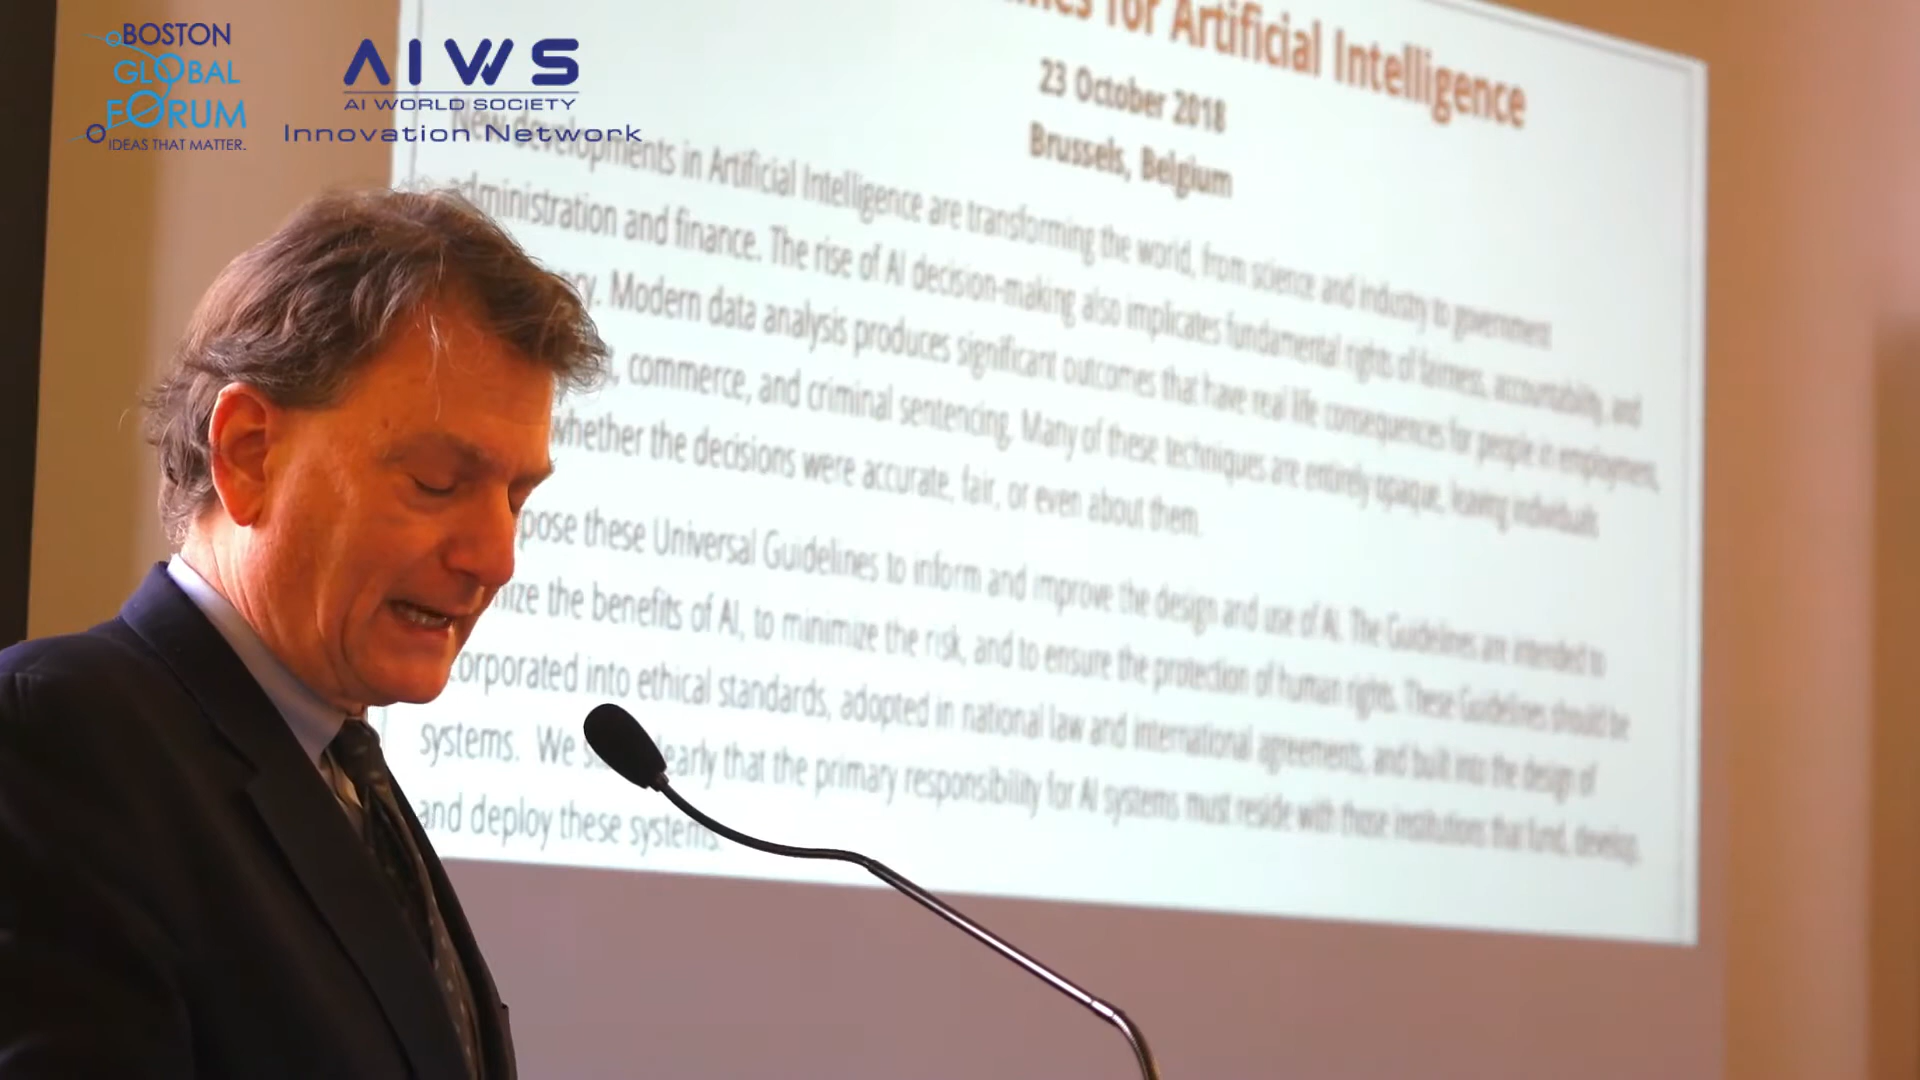 BOSTON
GLOBAL
FORUM
IDEAS THAT MATTER.
AIWS
AI WORLD SOCIETY
Innovation Network
for Artificial Intelligence
23 October 2018
Brussels, Belgium
New developments in Artificial Intelligence are transforming the world, from science and industry to government
administration and finance. The rise of AI decision-making also implicates fundamental rights of fairness, accountability, and
Modern data analysis produces significant outcomes that have real life consequences for people in employment,
, commerce, and criminal sentencing. Many of these techniques are entirely opaque, leaving individuals
whether the decisions were accurate, fair, or even about them.
pose these Universal Guidelines to inform and improve the design and use of AI. The Guidelines are intended to
the benefits of AI, to minimize the risk, and to ensure the protection of human rights. These Guidelines should be
corporated into ethical standards, adopted in national law and international agreements, and built into the design of
systems. We early that the primary responsibility for AI systems must reside with those institutions that fund, develop,
and deploy these systems.